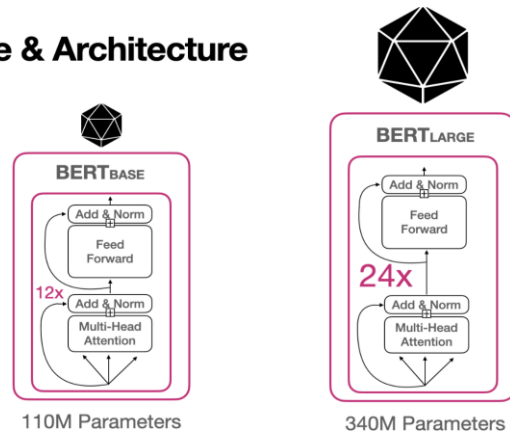 e & Architecture
BERTBASE
Add & Norm
Feed
Forward
12x
Add & Norm
Multi-Head
Attention
110M Parameters
BERTLARGE
Add & Norm
Feed
Forward
24x
Add & Norm
Multi-Head
Attention
340M Parameters